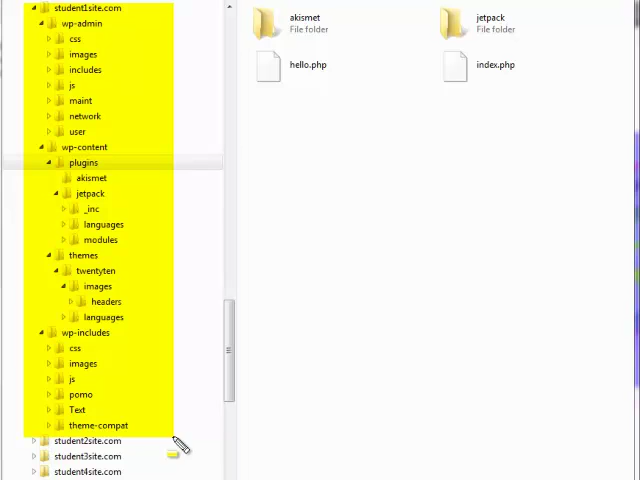 student1site.com
wp-admin
css
images
includes
js
maint
network
user
wp-content
plugins
akismet
jetpack
_inc
languages
modules
themes
twentyten
images
headers
languages
wp-includes
css
images
js
pomo
Text
theme-compat
student2site.com
student3site.com
student4site.com
akismet
File folder
jetpack
File folder
hello.php
index.php